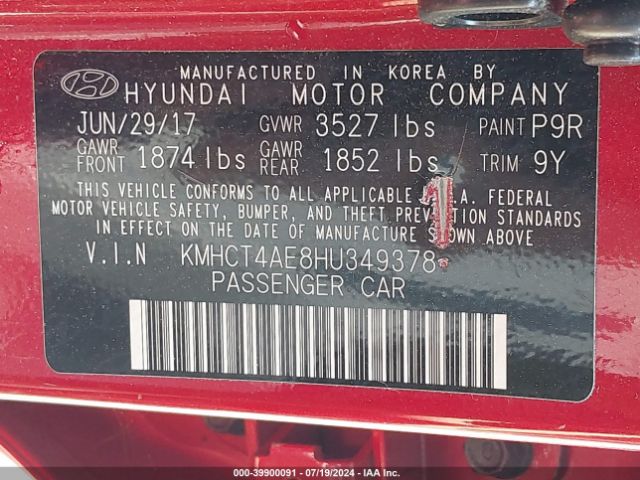 MANUFACTURED IN KOREA BY
HYUNDAI MOTOR COMPANY
JUN/29/17 GVWR 3527 lbs PAINT P9R
GAWR FRONT 1874 lbs GAWR REAR 1852 lbs TRIM 9Y
THIS VEHICLE CONFORMS TO ALL APPLICABLE A. FEDERAL
MOTOR VEHICLE SAFETY, BUMPER, AND THEFT STANDARDS
IN EFFECT ON THE DATE OF MANUFACTURE SHOWN ABOVE
V.I.N KMHCT4AE8HU349378
PASSENGER CAR
000-39900091 - 07/19/2024 - IAA Inc.